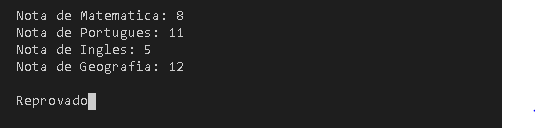 Nota de Matematica: 8
Nota de Portugues: 11
Nota de Ingles: 5
Nota de Geografia: 12
Reprovado